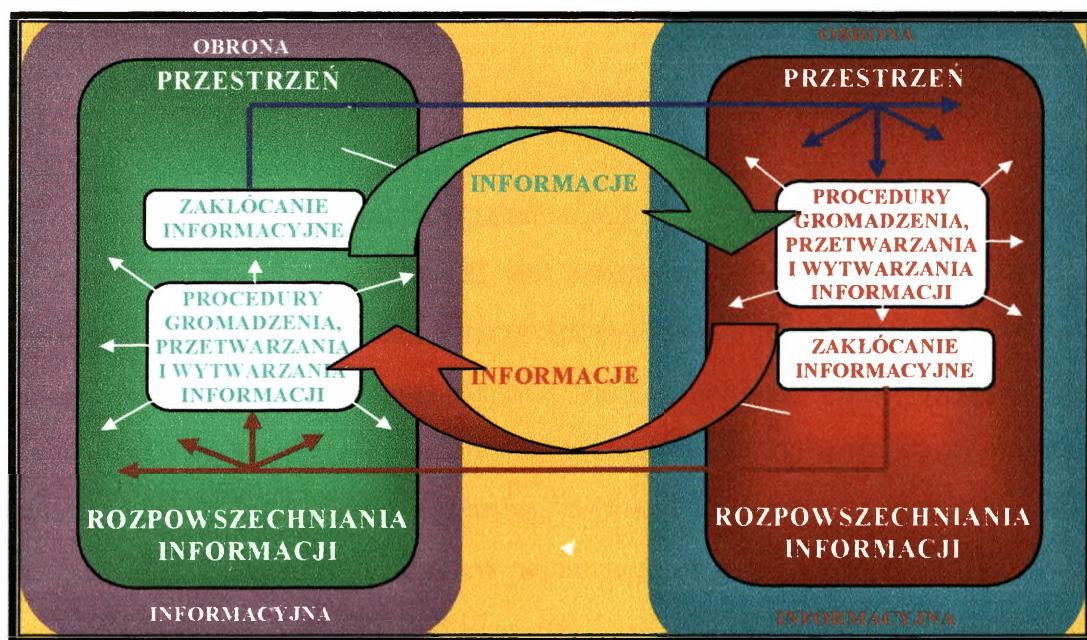 OBRONA
PRZESTRZEŃ
ZAKŁÓCANIE
INFORMACYJNE
PROCEDURY
GROMADZENIA,
PRZETWARZANIA
I WYTWARZANIA
INFORMACJI
ROZPOWSZECHNIANIA
INFORMACJI
INFORMACYJNA
INFORMACJE
INFORMACJE
OBRONA
PRZESTRZEŃ
PROCEDURY
GROMADZENIA,
PRZETWARZANIA
I WYTWARZANIA
INFORMACJI
ZAKŁÓCANIE
INFORMACYJNE
ROZPOWSZECHNIANIA
INFORMACJI
INFORMACYJNA